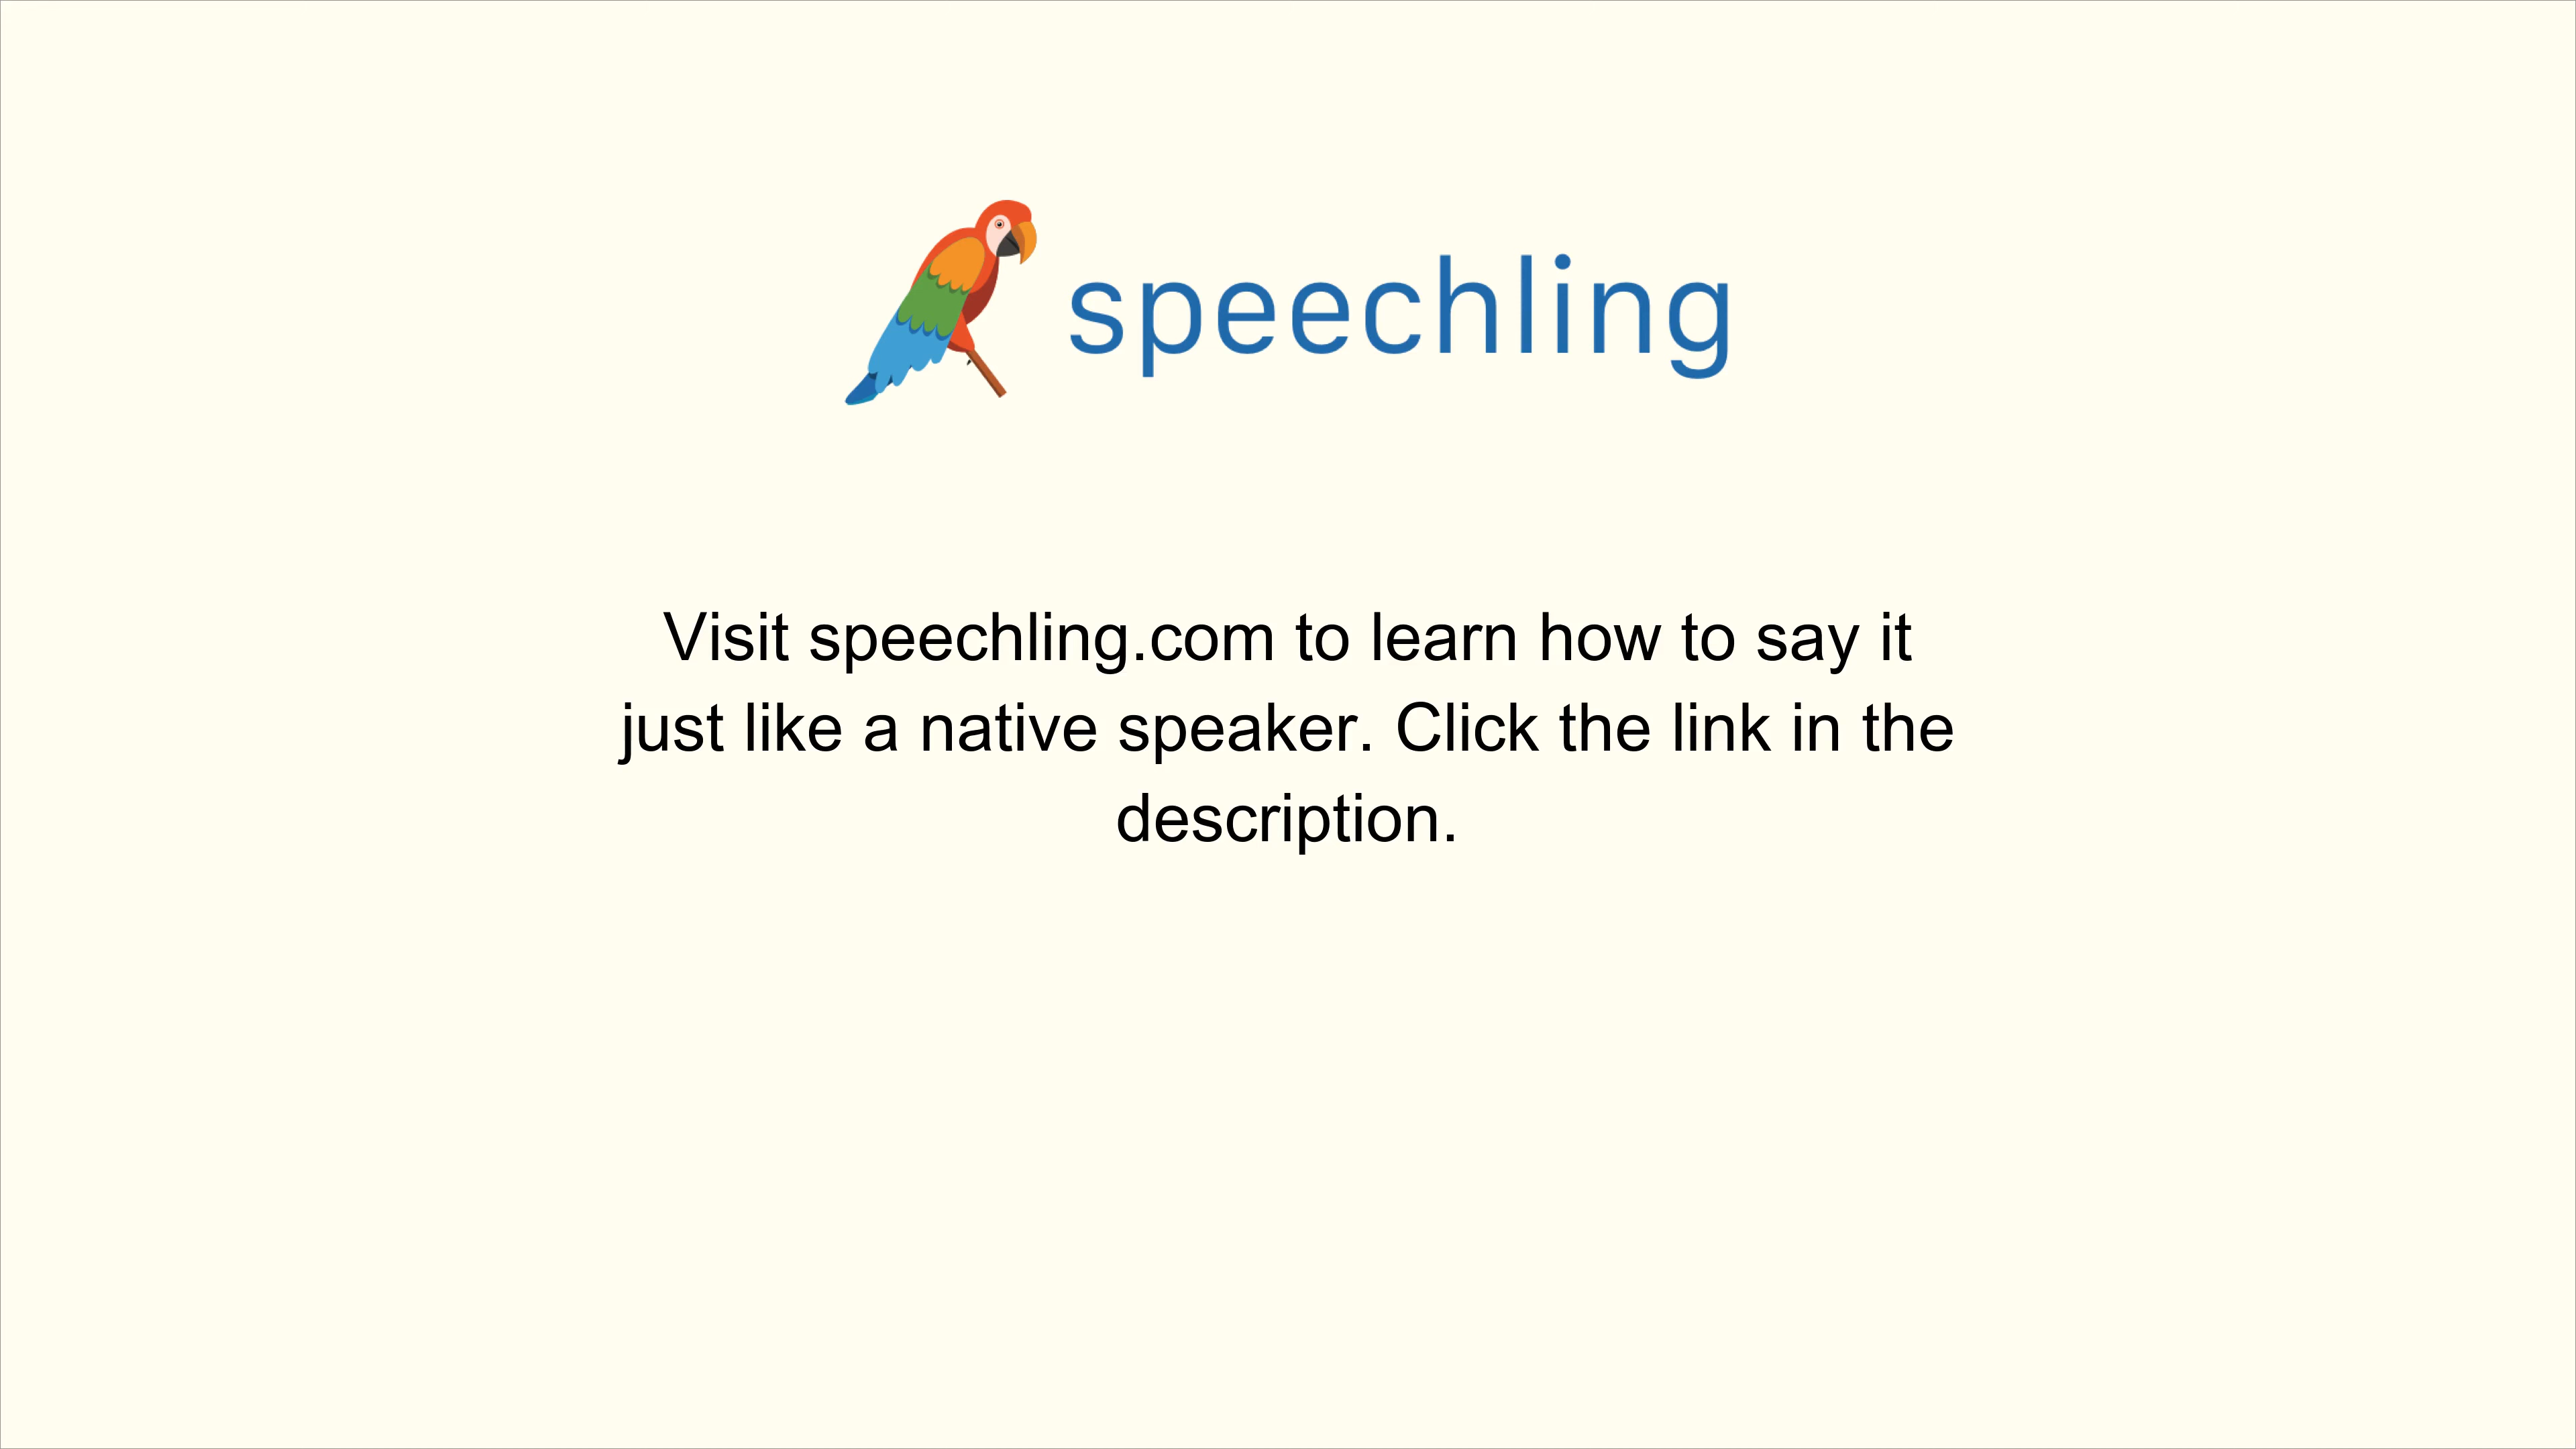 speechling
Visit speechling.com to learn how to say it
just like a native speaker. Click the link in the
description.